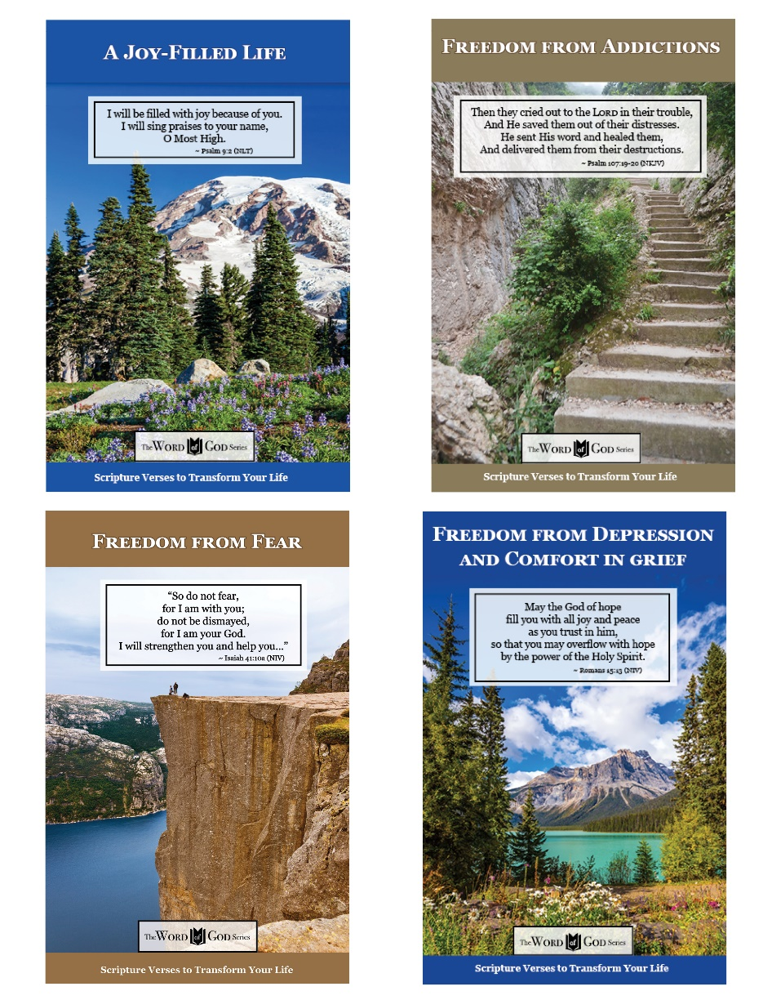 A Joy-Filled Life
I will be filled with joy because of you.
I will sing praises to your name,
O Most High.
~ Psalm 9:2 (NLT)
The WORD of GOD Series
Scripture Verses to Transform Your Life
Freedom from Addictions
Then they cried out to the LORD in their trouble,
And He saved them out of their distresses.
He sent His word and healed them,
And delivered them from their destructions.
~ Psalm 107:19-20 (NKJV)
The WORD of GOD Series
Scripture Verses to Transform Your Life
Freedom from Fear
“So do not fear,
for I am with you;
do not be dismayed,
for I am your God.
I will strengthen you and help you...”
~ Isaiah 41:10a (NIV)
The WORD of GOD Series
Scripture Verses to Transform Your Life
Freedom from Depression
and Comfort in grief
May the God of hope
fill you with all joy and peace
as you trust in him,
so that you may overflow with hope
by the power of the Holy Spirit.
~ Romans 15:13 (NIV)
The WORD of GOD Series
Scripture Verses to Transform Your Life